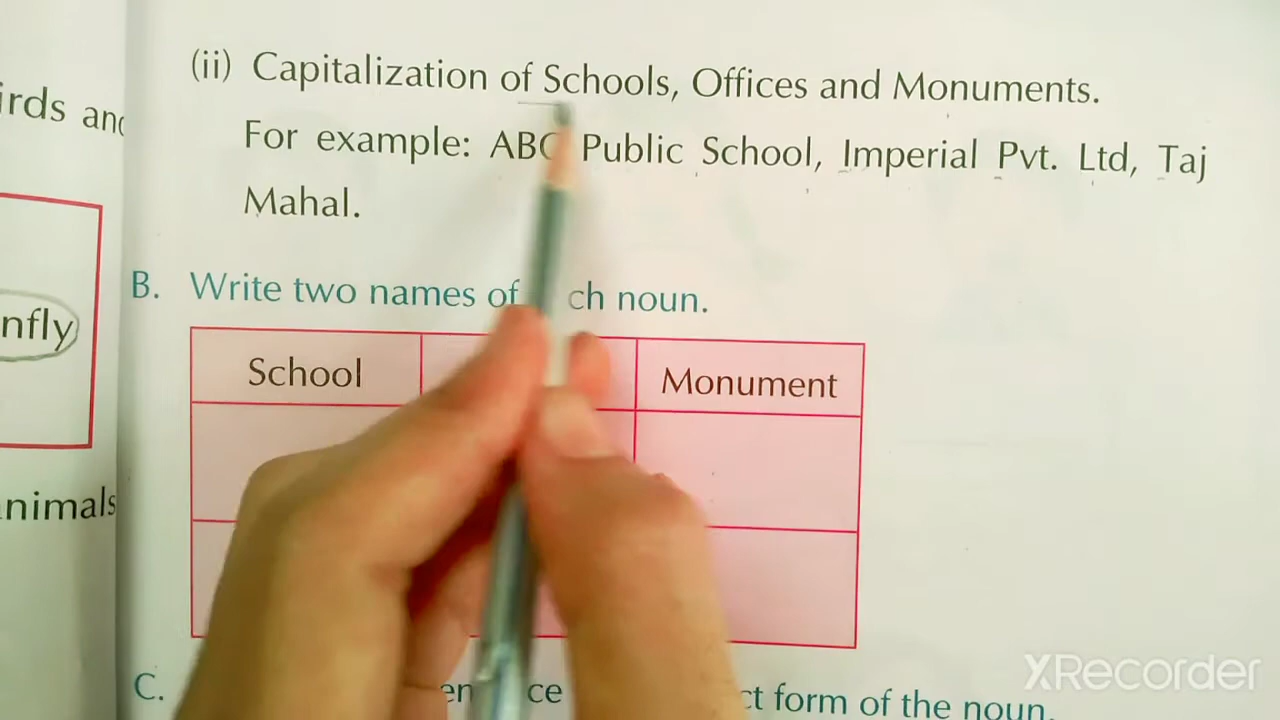 (ii) Capitalization of Schools, Offices and Monuments.
irds and
For example: ABC Public School, Imperial Pvt. Ltd, Taj
Mahal.
B. Write two names of ch noun.
nfly
School Monument
nimals
C. en ce ct form of the noun.
XRecorder